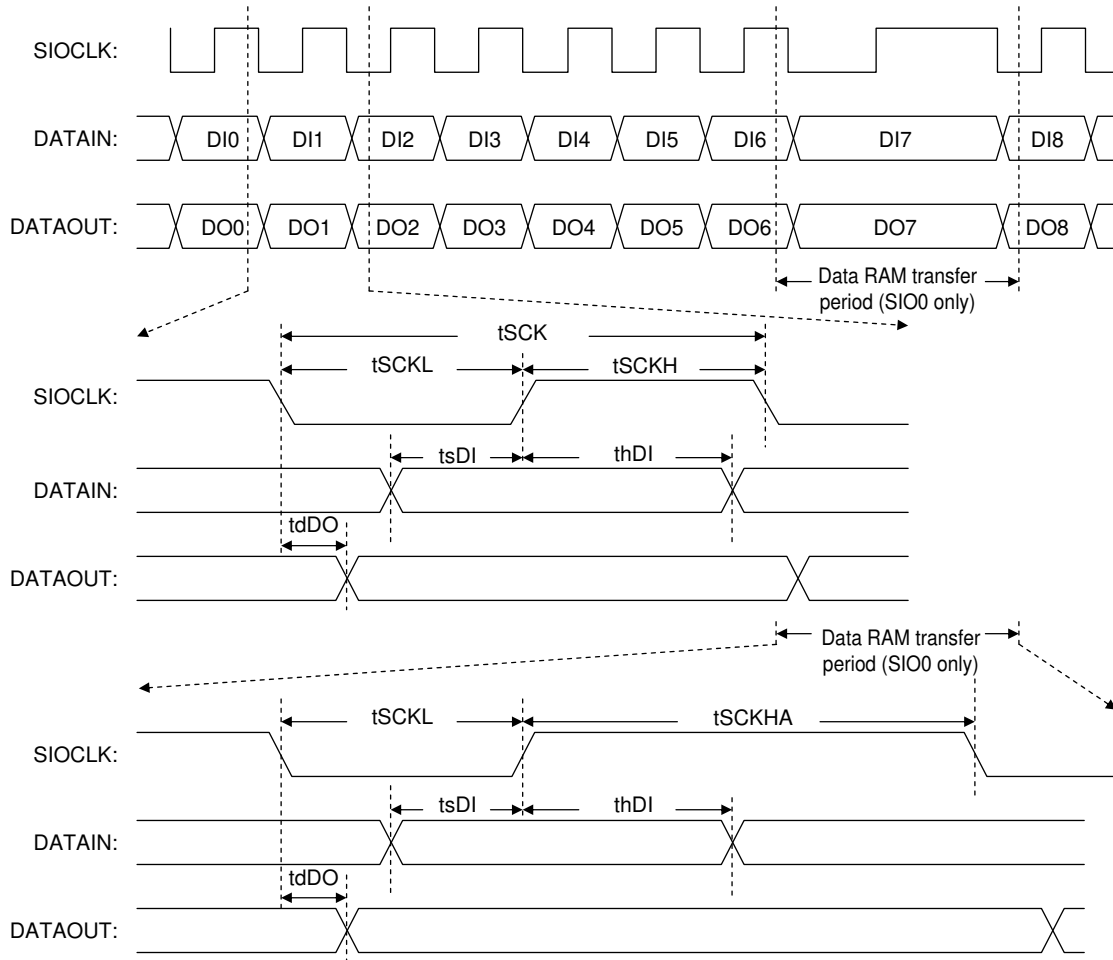 SIOCLK:
DATAIN: DI0 DI1 DI2 DI3 DI4 DI5 DI6 DI7 DI8
DATAOUT: DO0 DO1 DO2 DO3 DO4 DO5 DO6 DO7 DO8
Data RAM transfer
period (SIO0 only)
tSCK
tSCKL tSCKH
SIOCLK:
tsDI thDI
DATAIN:
tdDO
DATAOUT:
Data RAM transfer
period (SIO0 only)
tSCKL tSCKHA
SIOCLK:
tsDI thDI
DATAIN:
tdDO
DATAOUT: